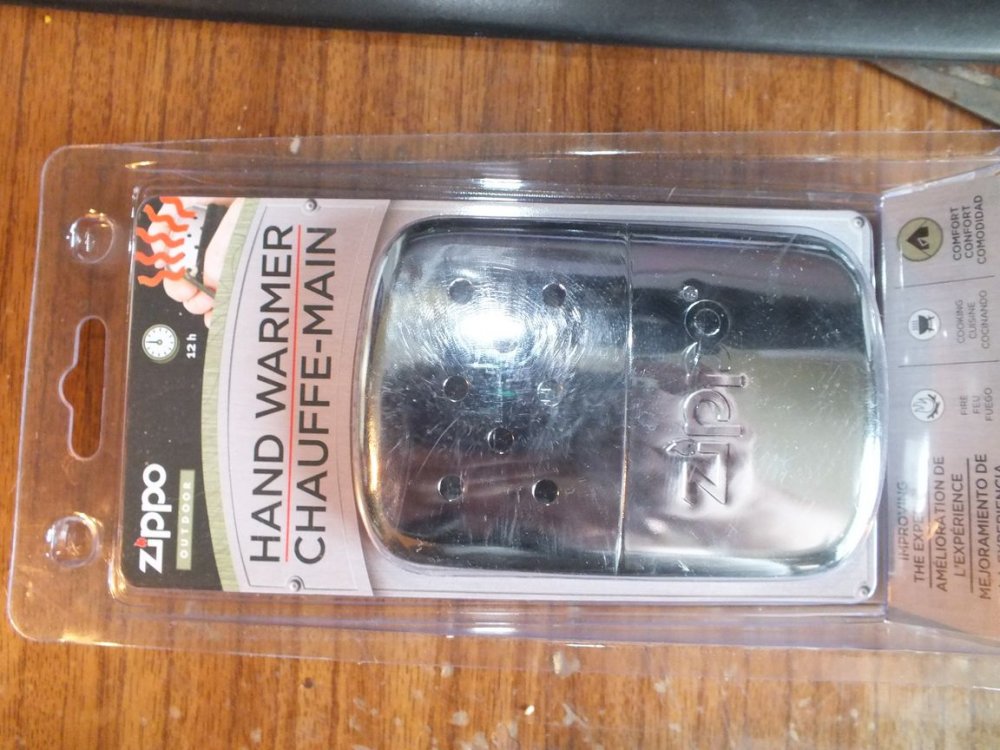 zippo
OUTDOOR
12 h
HAND WARMER
CHAUFFE-MAIN
zippo
®
IMPROVING
AMÉLIORATION DE
L'EXPÉRIENCE
MEJORAMIENTO DE
FIRE
FEU
FUEGO
COOKING
CUISINE
COCINANDO
COMFORT
CONFORT
COMODIDAD